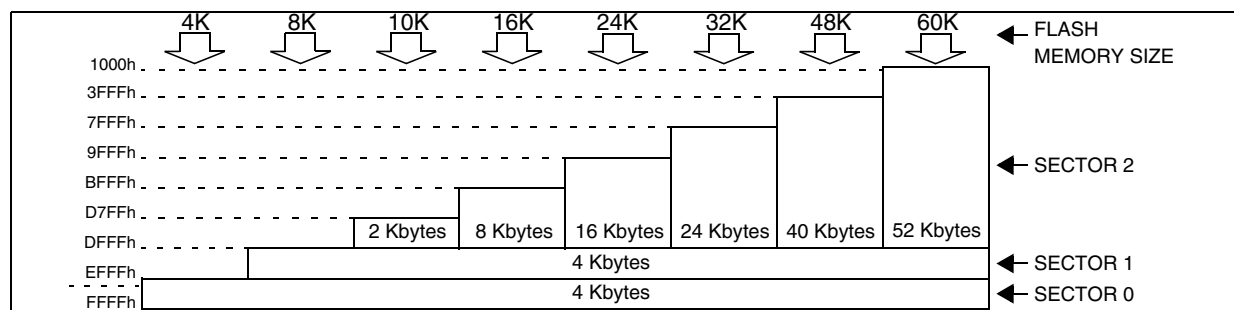 4K 8K 10K 16K 24K 32K 48K 60K
FLASH
MEMORY SIZE
1000h
3FFFh
7FFFh
9FFFh
SECTOR 2
BFFFh
D7FFh
2 Kbytes 8 Kbytes 16 Kbytes 24 Kbytes 40 Kbytes 52 Kbytes
DFFFh
4 Kbytes
SECTOR 1
EFFFh
4 Kbytes
SECTOR 0
FFFFh